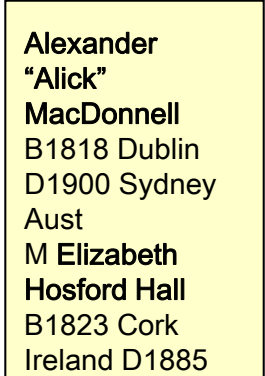 Alexander
“Alick”
MacDonnell
B1818 Dublin
D1900 Sydney
Aust
M Elizabeth
Hosford Hall
B1823 Cork
Ireland D1885